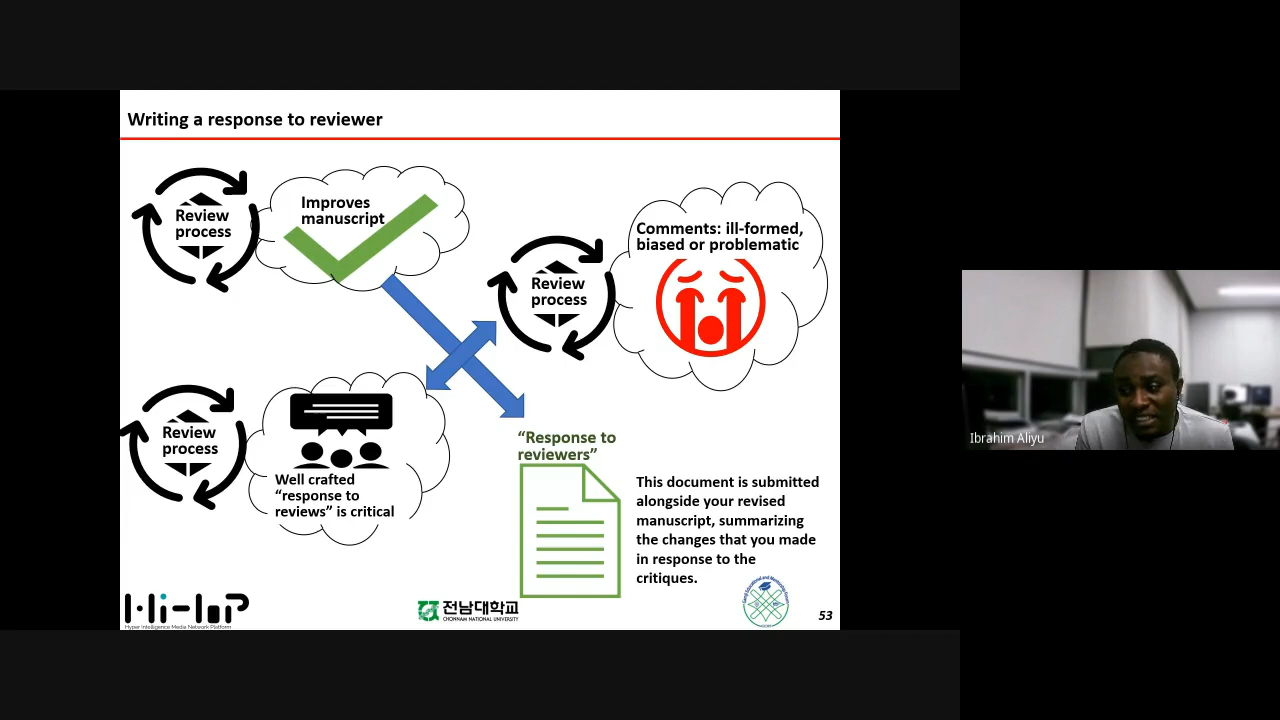 Writing a response to reviewer
Review
process
Improves
manuscript
Review
process
Comments: ill-formed,
biased or problematic
Review
process
Well crafted
“response to
reviews” is critical
“Response to
reviewers”
This document is submitted
alongside your revised
manuscript, summarizing
the changes that you made
in response to the
critiques.
Hi-IoP
Hyper Intelligence Media Network Platform
전남대학교
CHONNAM NATIONAL UNIVERSITY
53
Ibrahim Aliyu